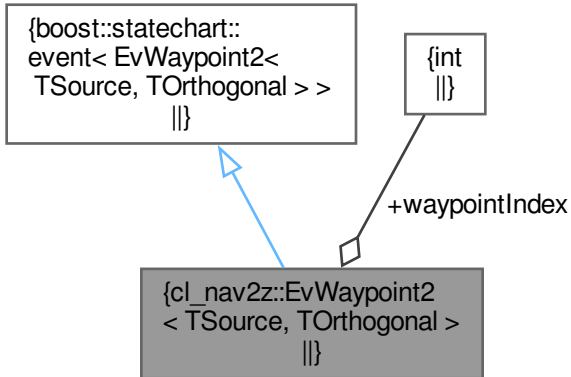 {boost::statechart::
event< EvWaypoint2<
TSource, TOrthogonal > >
||}
{int
||}
+waypointIndex
{cl_nav2z::EvWaypoint2
< TSource, TOrthogonal >
||}